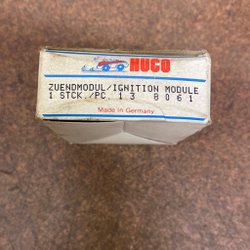 HUCO
ZUENDMODUL/IGNITION MODULE
1 STCK./PC. 13 8061
Made in Germany